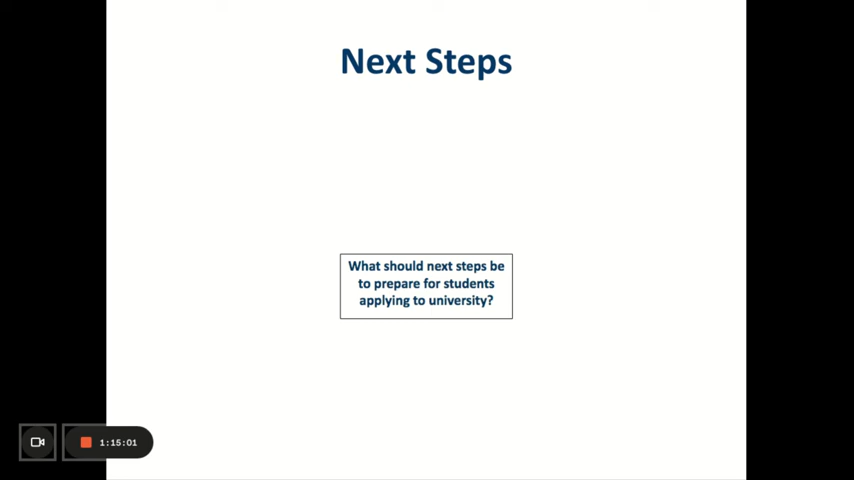 Next Steps
What should next steps be
to prepare for students
applying to university?
1:15:01